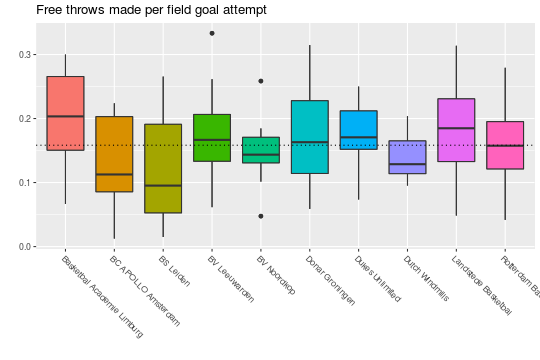 Free throws made per field goal attempt
0.3
0.2
0.1
0.0
Basketbal Academie Limburg
BC APOLLO Amsterdam
BS Leiden
BV Leeuwarden
BV Noordkop
Donar Groningen
Dukes Unlimited
Dutch Windmills
Landstede Basketbal
Rotterdam Bas